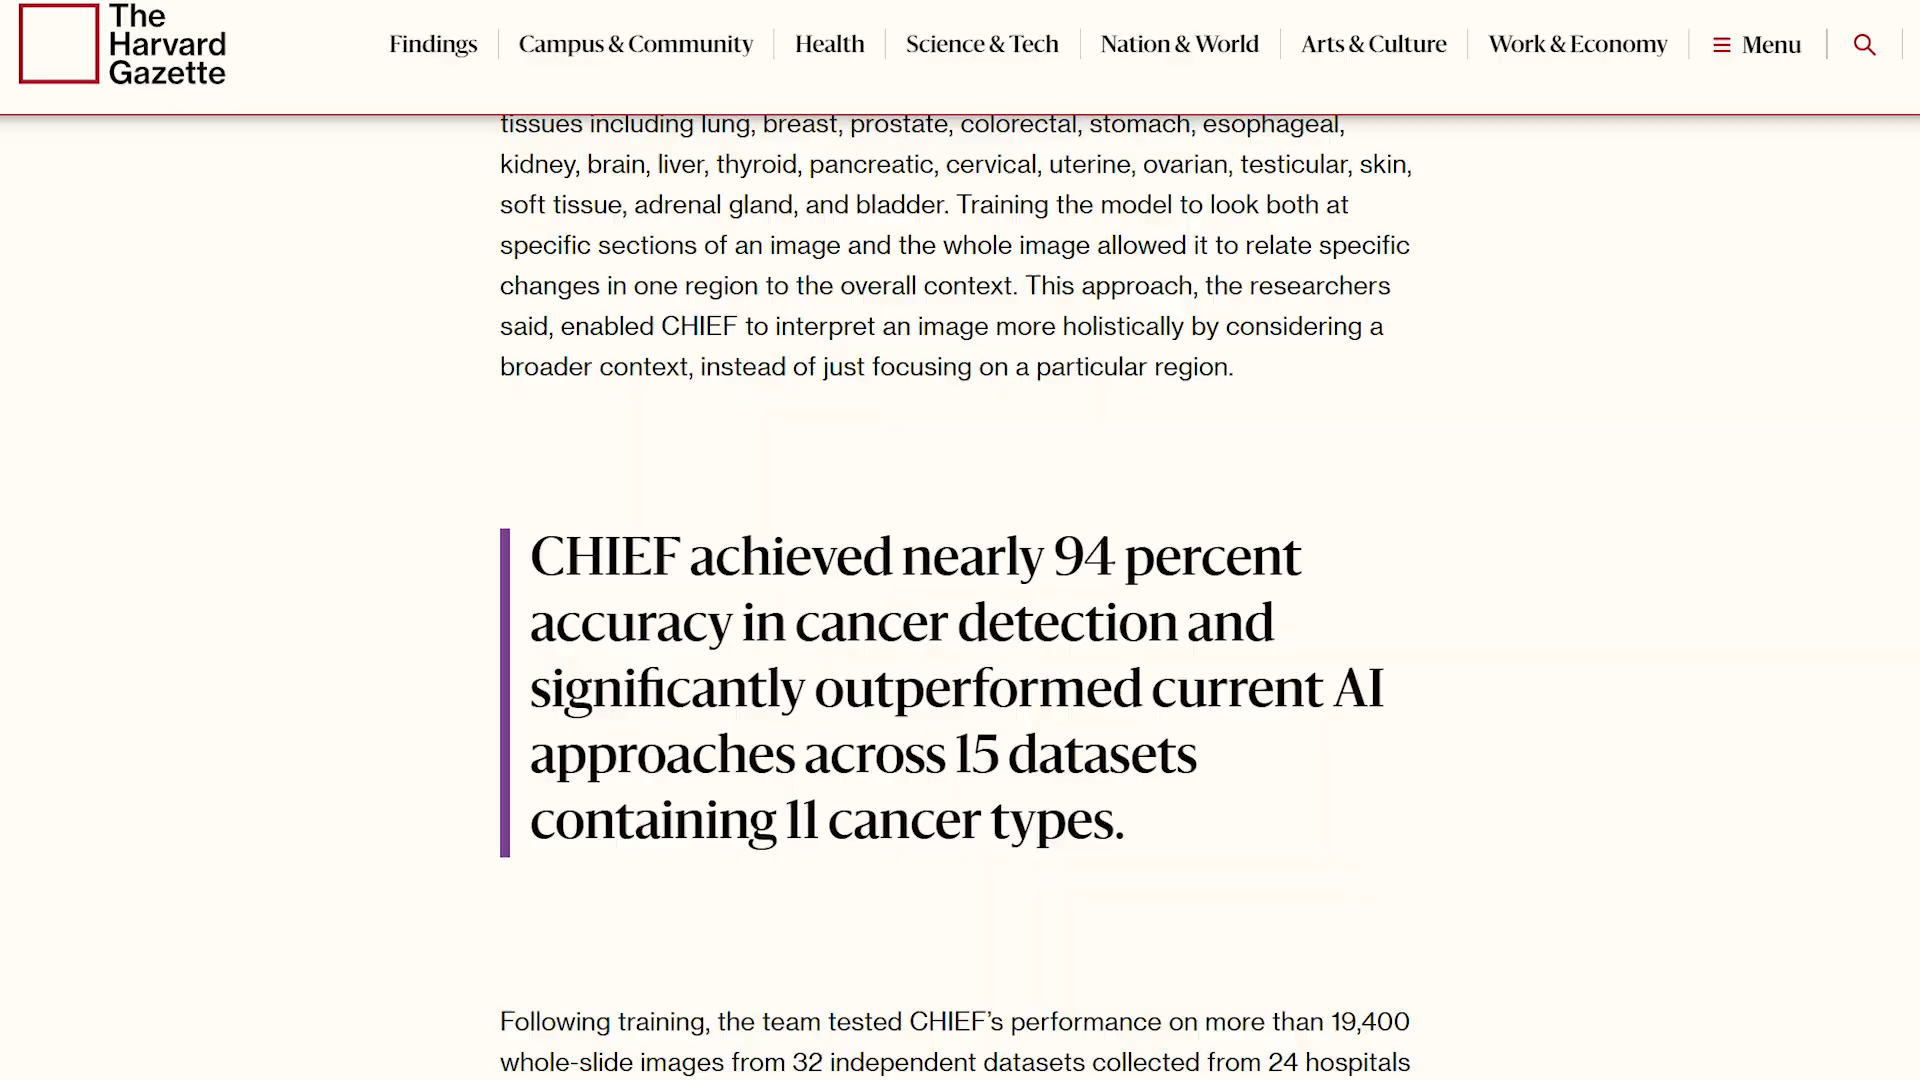 The
Harvard
Gazette
Findings
Campus & Community
Health
Science & Tech
Nation & World
Arts & Culture
Work & Economy
Menu
tissues including lung, breast, prostate, colorectal, stomach, esophageal,
kidney, brain, liver, thyroid, pancreatic, cervical, uterine, ovarian, testicular, skin,
soft tissue, adrenal gland, and bladder. Training the model to look both at
specific sections of an image and the whole image allowed it to relate specific
changes in one region to the overall context. This approach, the researchers
said, enabled CHIEF to interpret an image more holistically by considering a
broader context, instead of just focusing on a particular region.
CHIEF achieved nearly 94 percent
accuracy in cancer detection and
significantly outperformed current AI
approaches across 15 datasets
containing 11 cancer types.
Following training, the team tested CHIEF’s performance on more than 19,400
whole-slide images from 32 independent datasets collected from 24 hospitals